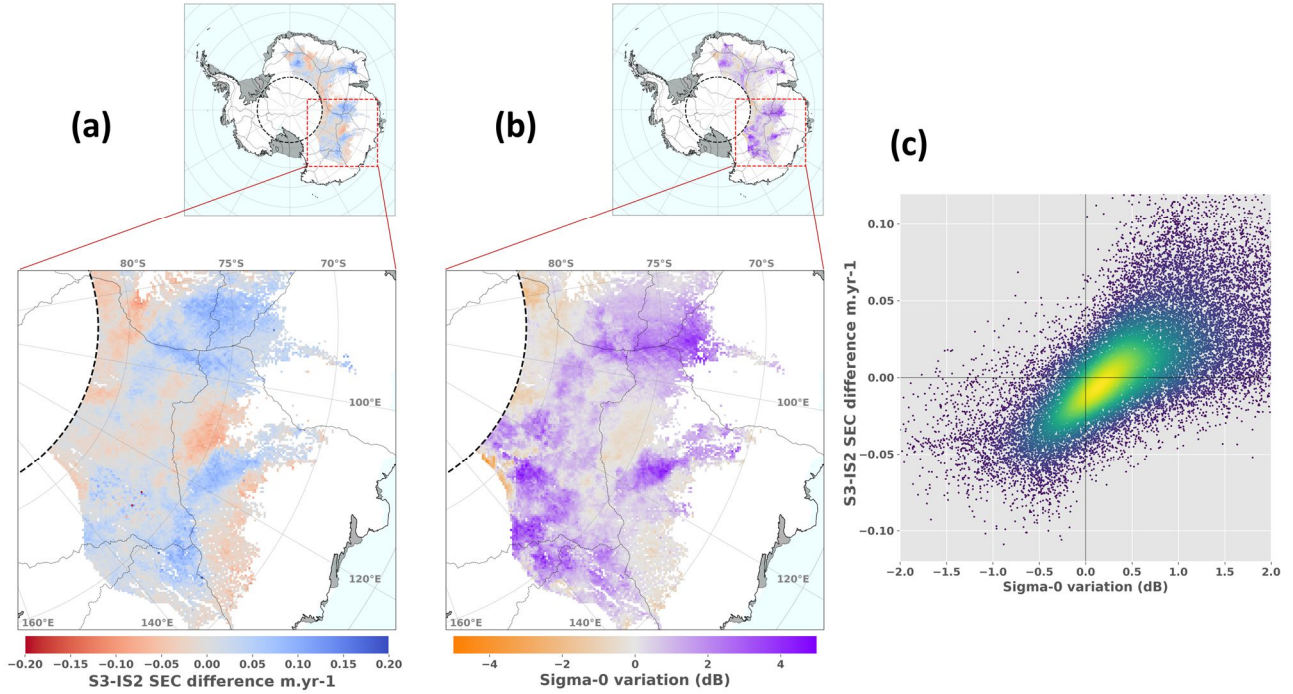 (a)
(b)
(c)
80°S
75°S
70°S
100°E
120°E
140°E
160°E
−0.20 −0.15 −0.10 −0.05 0.00 0.05 0.10 0.15 0.20
S3-IS2 SEC difference m.yr-1
80°S
75°S
70°S
100°E
120°E
140°E
160°E
−4 −2 0 2 4
Sigma-0 variation (dB)
S3-IS2 SEC difference m.yr-1
0.10
0.05
0.00
−0.05
−0.10
−2.0 −1.5 −1.0 −0.5 0.0 0.5 1.0 1.5 2.0
Sigma-0 variation (dB)